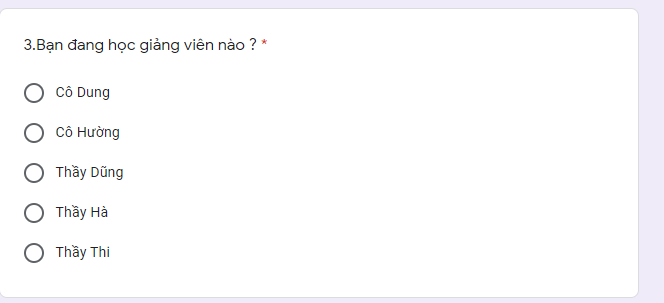 3.Bạn đang học giảng viên nào ? *
Cô Dung
Cô Hường
Thầy Dũng
Thầy Hà
Thầy Thi